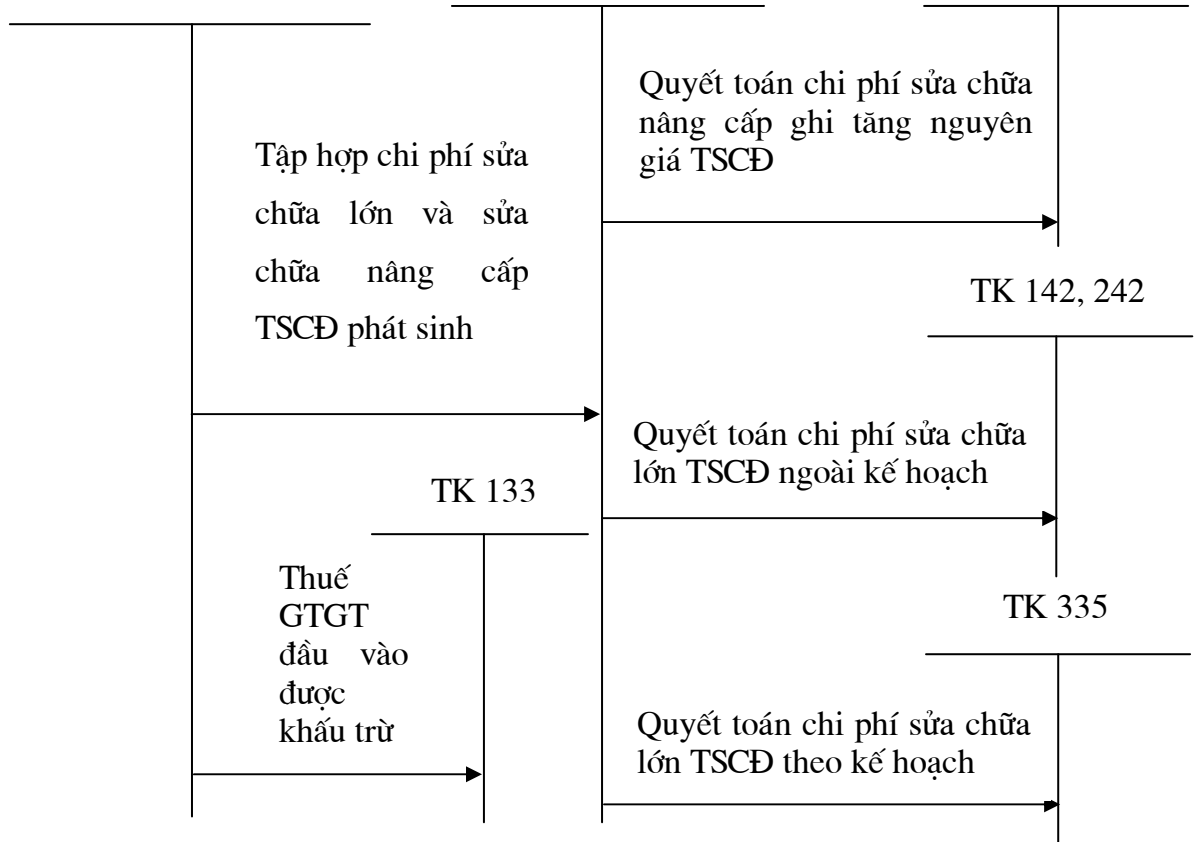 Quyết toán chi phí sửa chữa
nâng cấp ghi tăng nguyên
giá TSCĐ
Tập hợp chi phí sửa
chữa lớn và sửa
chữa nâng cấp
TSCĐ phát sinh
TK 142, 242
Quyết toán chi phí sửa chữa
lớn TSCĐ ngoài kế hoạch
TK 133
Thuế
GTGT
đầu vào
được
khấu trừ
TK 335
Quyết toán chi phí sửa chữa
lớn TSCĐ theo kế hoạch